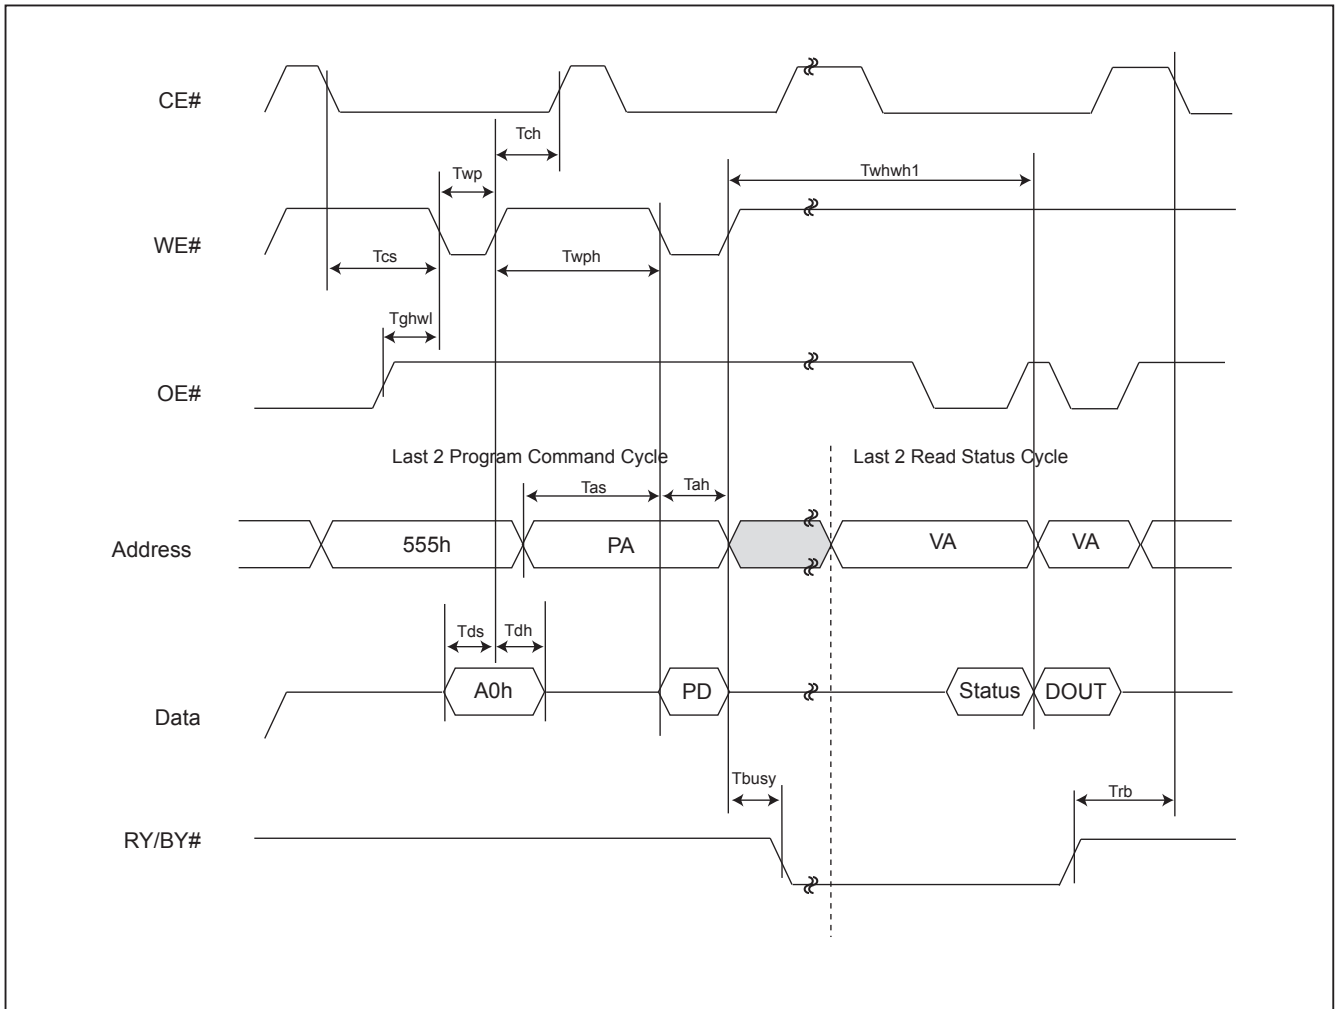 CE#
Tch
Twp
Twhwh1
WE#
Tcs
Twph
Tghwl
OE#
Last 2 Program Command Cycle
Last 2 Read Status Cycle
Tas
Tah
Address
555h
PA
VA
VA
Tds
Tdh
A0h
PD
Status
DOUT
Data
Tbusy
Trb
RY/BY#